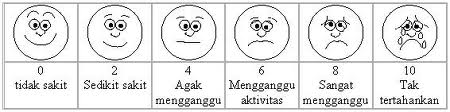 0 2 4 6 8 10
tidak sakit Sedikit sakit Agak Mengganggu Sangat Tak
mengganggu aktivitas mengganggu tertahankan